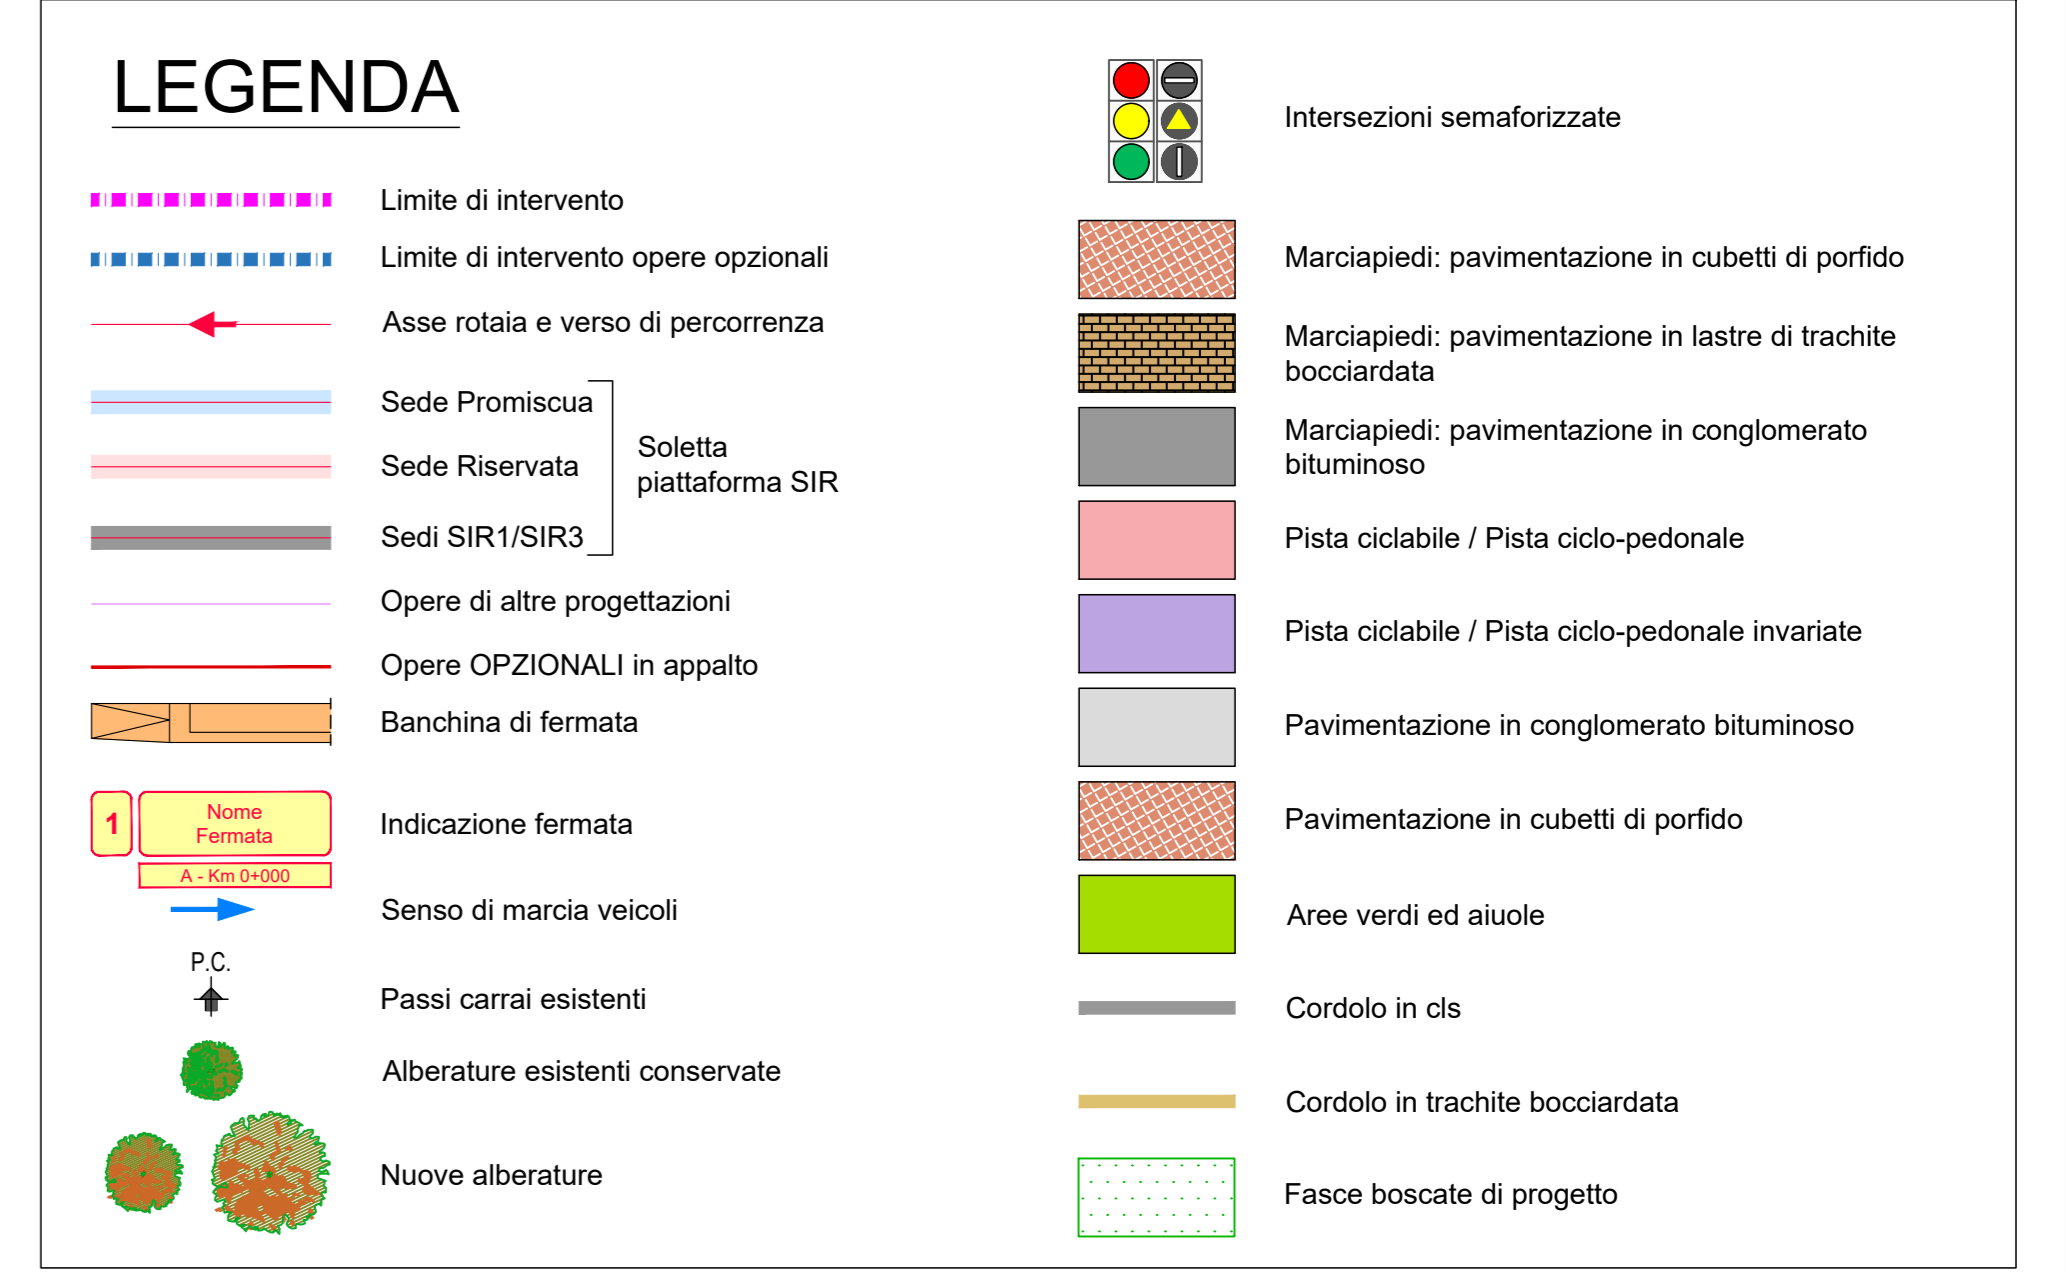 LEGENDA
Limite di intervento
Limite di intervento opere opzionali
Asse rotaia e verso di percorrenza
Sede Promiscua
Sede Riservata
Sedi SIR1/SIR3
Soletta
piattaforma SIR
Opere di altre progettazioni
Opere OPZIONALI in appalto
Banchina di fermata
1
Nome
Fermata
A - Km 0+000
Indicazione fermata
Senso di marcia veicoli
P.C.
Passi carrai esistenti
Alberature esistenti conservate
Nuove alberature
Intersezioni semaforizzate
Marciapiedi: pavimentazione in cubetti di porfido
Marciapiedi: pavimentazione in lastre di trachite
bocciardata
Marciapiedi: pavimentazione in conglomerato
bituminoso
Pista ciclabile / Pista ciclo-pedonale
Pista ciclabile / Pista ciclo-pedonale invariate
Pavimentazione in conglomerato bituminoso
Pavimentazione in cubetti di porfido
Aree verdi ed aiuole
Cordolo in cls
Cordolo in trachite bocciardata
Fasce boscate di progetto